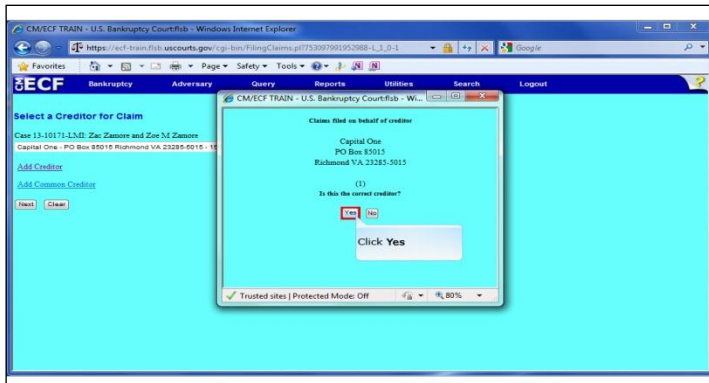 CM/ECF TRAIN - U.S. Bankruptcy Court:flsb - Windows Internet Explorer
https://ecf-train.flsb.uscourts.gov/cgi-bin/FilingClaims.pl?753097991952988-L_1_0-1
Google
Favorites Page Safety Tools
ECF Bankruptcy Adversary Query Reports Utilities Search Logout ?
Select a Creditor for Claim
Case 13-10171-LMI: Zac Zamore and Zoe M Zamore
Capital One - PO Box 85015 Richmond VA 23285-5015 - 15
Add Creditor
Add Common Creditor
Next Clear
CM/ECF TRAIN - U.S. Bankruptcy Court:flsb - Wi...
Claims filed on behalf of creditor
Capital One
PO Box 85015
Richmond VA 23285-5015
(1)
Is this the correct creditor?
Yes No
Click Yes
Trusted sites | Protected Mode: Off 80%